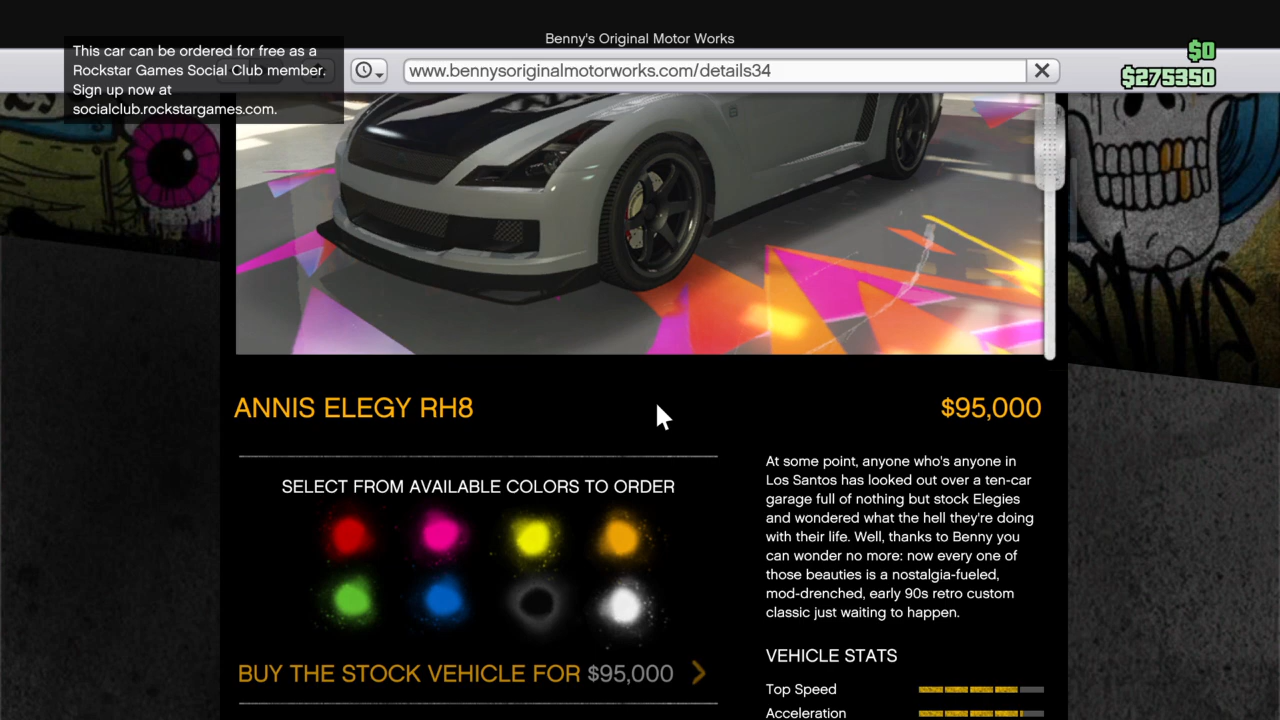 Benny's Original Motor Works
This car can be ordered for free as a
Rockstar Games Social Club member.
Sign up now at
socialclub.rockstargames.com.
www.bennysoriginalmotorworks.com/details34
$0
$275350
ANNIS ELEGY RH8
$95,000
SELECT FROM AVAILABLE COLORS TO ORDER
BUY THE STOCK VEHICLE FOR $95,000
At some point, anyone who's anyone in
Los Santos has looked out over a ten-car
garage full of nothing but stock Elegies
and wondered what the hell they're doing
with their life. Well, thanks to Benny you
can wonder no more: now every one of
those beauties is a nostalgia-fueled,
mod-drenched, early 90s retro custom
classic just waiting to happen.
VEHICLE STATS
Top Speed
Acceleration